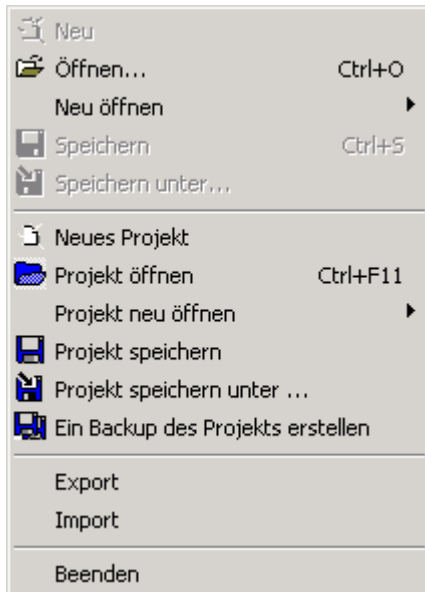 Neu
Öffnen... Ctrl+O
Neu öffnen
Speichern Ctrl+S
Speichern unter...
Neues Projekt
Projekt öffnen Ctrl+F11
Projekt neu öffnen
Projekt speichern
Projekt speichern unter ...
Ein Backup des Projekts erstellen
Export
Import
Beenden